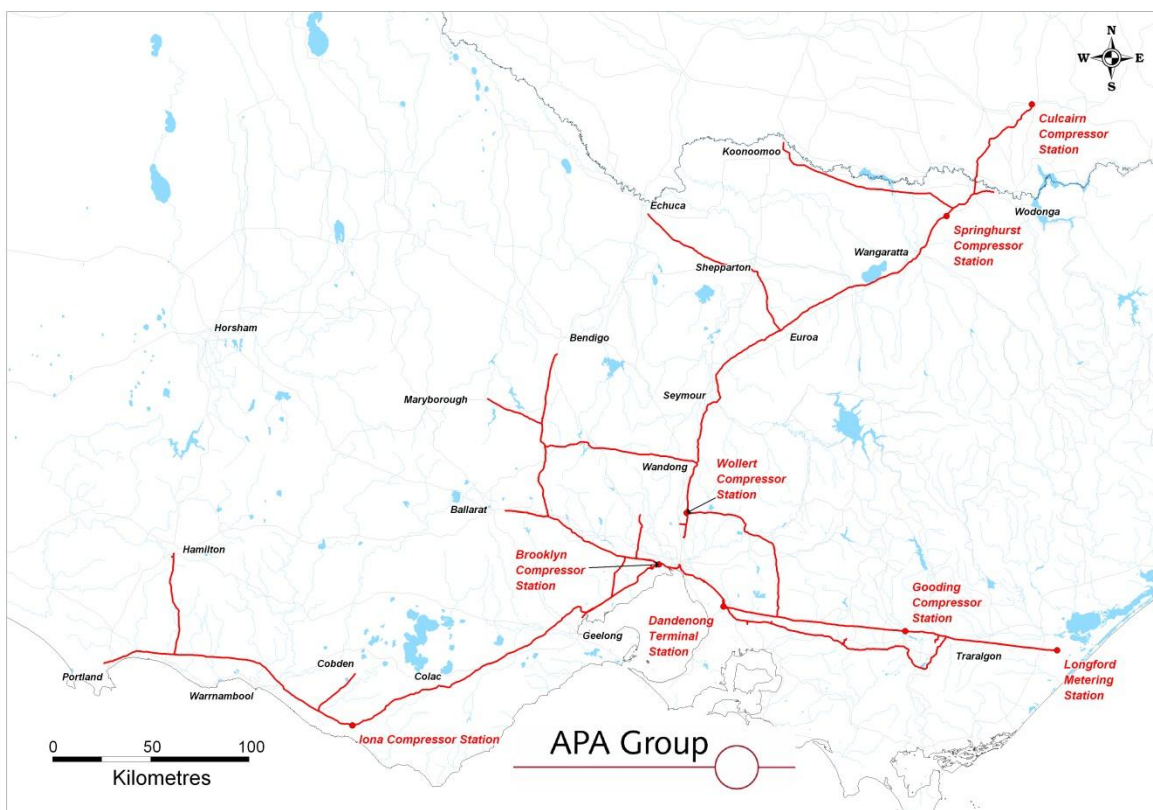 N
W E
S
Culcairn
Compressor
Station
Koonoomoo
Echuca
Wodonga
Springhurst
Compressor
Station
Wangaratta
Shepparton
Horsham
Bendigo
Euroa
Maryborough
Seymour
Wandong
Wollert
Compressor
Station
Ballarat
Hamilton
Brooklyn
Compressor
Station
Gooding
Compressor
Station
Dandenong
Terminal
Station
Geelong
Traralgon
Longford
Metering
Station
Portland
Cobden
Colac
Warrnambool
Iona Compressor Station
0 50 100
Kilometres
APA Group